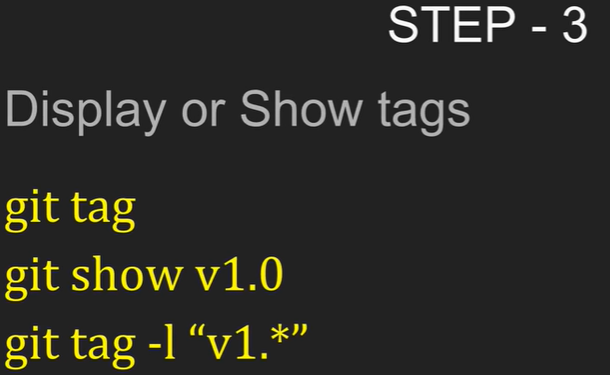 STEP - 3
Display or Show tags
git tag
git show v1.0
git tag -l “v1.*”